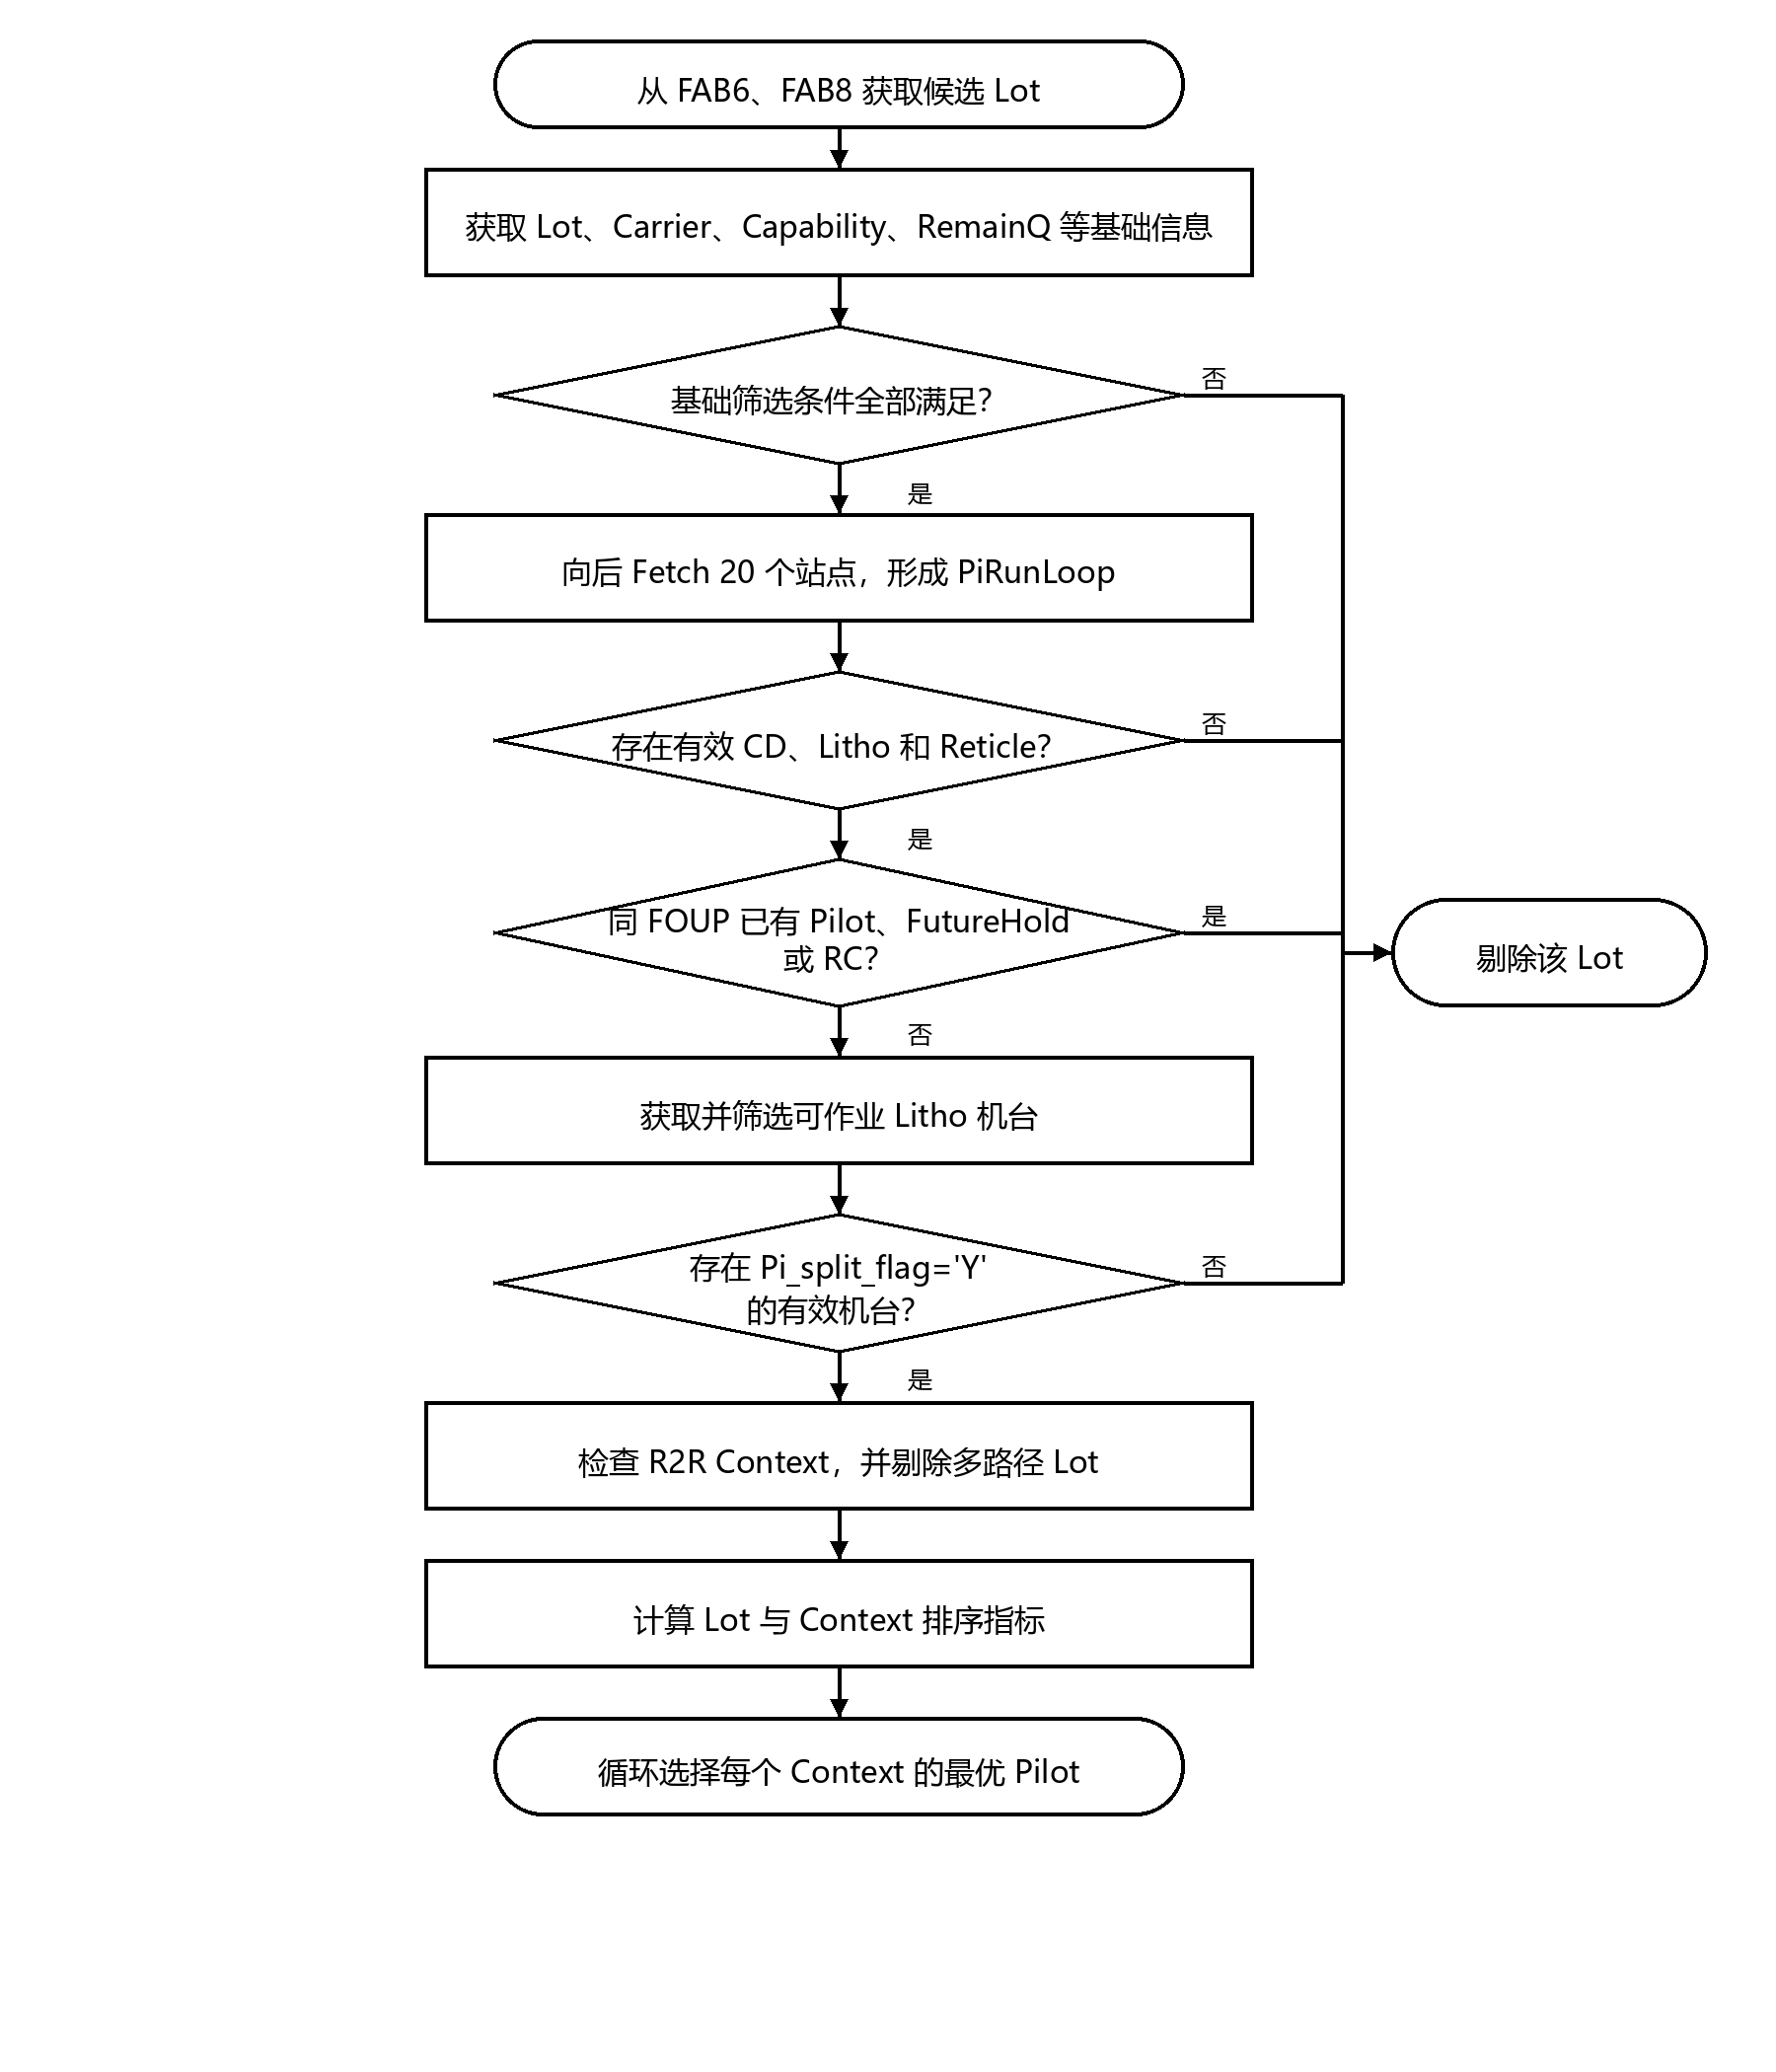 从 FAB6、FAB8 获取候选 Lot
获取 Lot、Carrier、Capability、RemainQ 等基础信息
基础筛选条件全部满足？
否
是
向后 Fetch 20 个站点，形成 PiRunLoop
存在有效 CD、Litho 和 Reticle？
否
是
同 FOUP 已有 Pilot、FutureHold
或 RC？
是
剔除该 Lot
否
获取并筛选可作业 Litho 机台
存在 Pi_split_flag='Y'
的有效机台？
否
是
检查 R2R Context，并剔除多路径 Lot
计算 Lot 与 Context 排序指标
循环选择每个 Context 的最优 Pilot